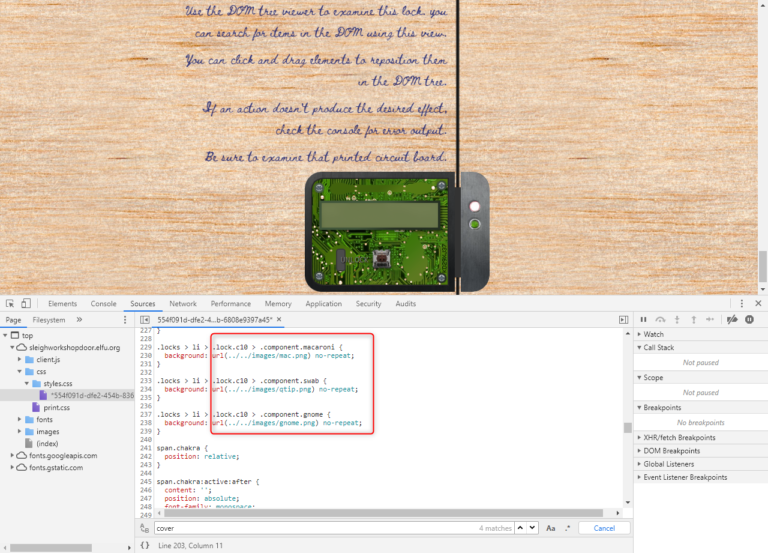 Use the DOM tree viewer to examine this lock. you
can search for items in the DOM using this view.
You can click and drag elements to reposition them
in the DOM tree.
If an action doesn't produce the desired effect,
check the console for error output.
Be sure to examine that printed circuit board.
Elements Console Sources Network Performance Memory Application Security Audits
Page Filesystem »
554f091d-dfe2-4...b-6808e9397a45* ×
top
sleighworkshopdoor.elfu.org
client.js
css
styles.css
*554f091d-dfe2-454b-836
print.css
fonts
images
(index)
fonts.googleapis.com
fonts.gstatic.com
227 }
228
229 .locks > li > .lock.c10 > .component.macaroni {
230 background: url(../../images/mac.png) no-repeat;
231 }
232
233 .locks > li > .lock.c10 > .component.swab {
234 background: url(../../images/qtip.png) no-repeat;
235 }
236
237 .locks > li > .lock.c10 > .component.gnome {
238 background: url(../../images/gnome.png) no-repeat;
239 }
240
241 span.chakra {
242 position: relative;
243 }
244
245 span.chakra:active:after {
246 content: '';
247 position: absolute;
248 font-family: monospace;
249
cover
4 matches
Aa .* Cancel
{ } Line 203, Column 11
Watch
Call Stack
Not paused
Scope
Not paused
Breakpoints
No breakpoints
XHR/fetch Breakpoints
DOM Breakpoints
Global Listeners
Event Listener Breakpoints